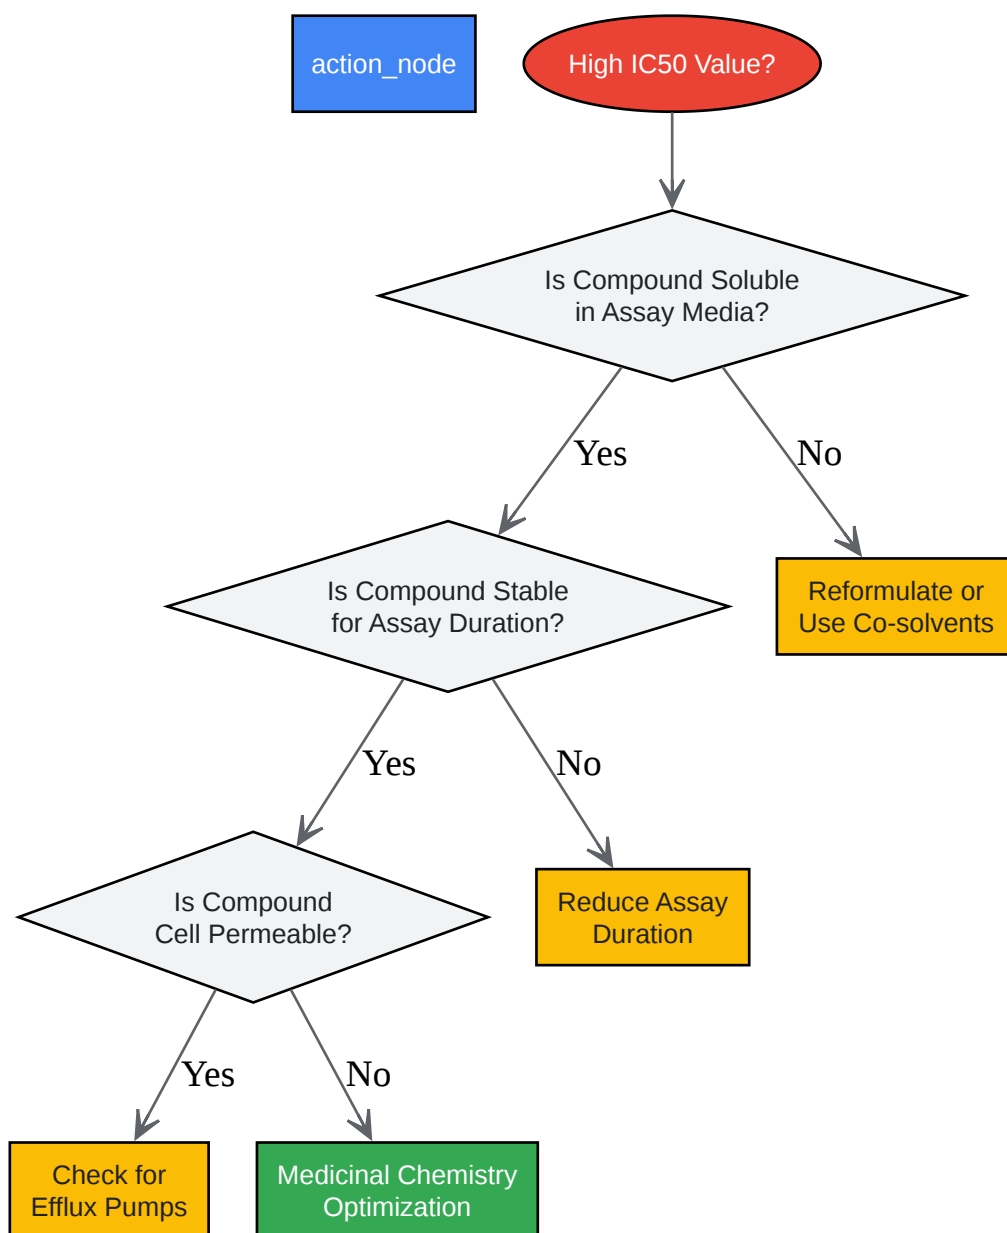 action_node
High IC50 Value?
Is Compound Soluble
in Assay Media?
Yes
No
Is Compound Stable
for Assay Duration?
Reformulate or
Use Co-solvents
Yes
No
Is Compound
Cell Permeable?
Reduce Assay
Duration
Yes
No
Check for
Efflux Pumps
Medicinal Chemistry
Optimization